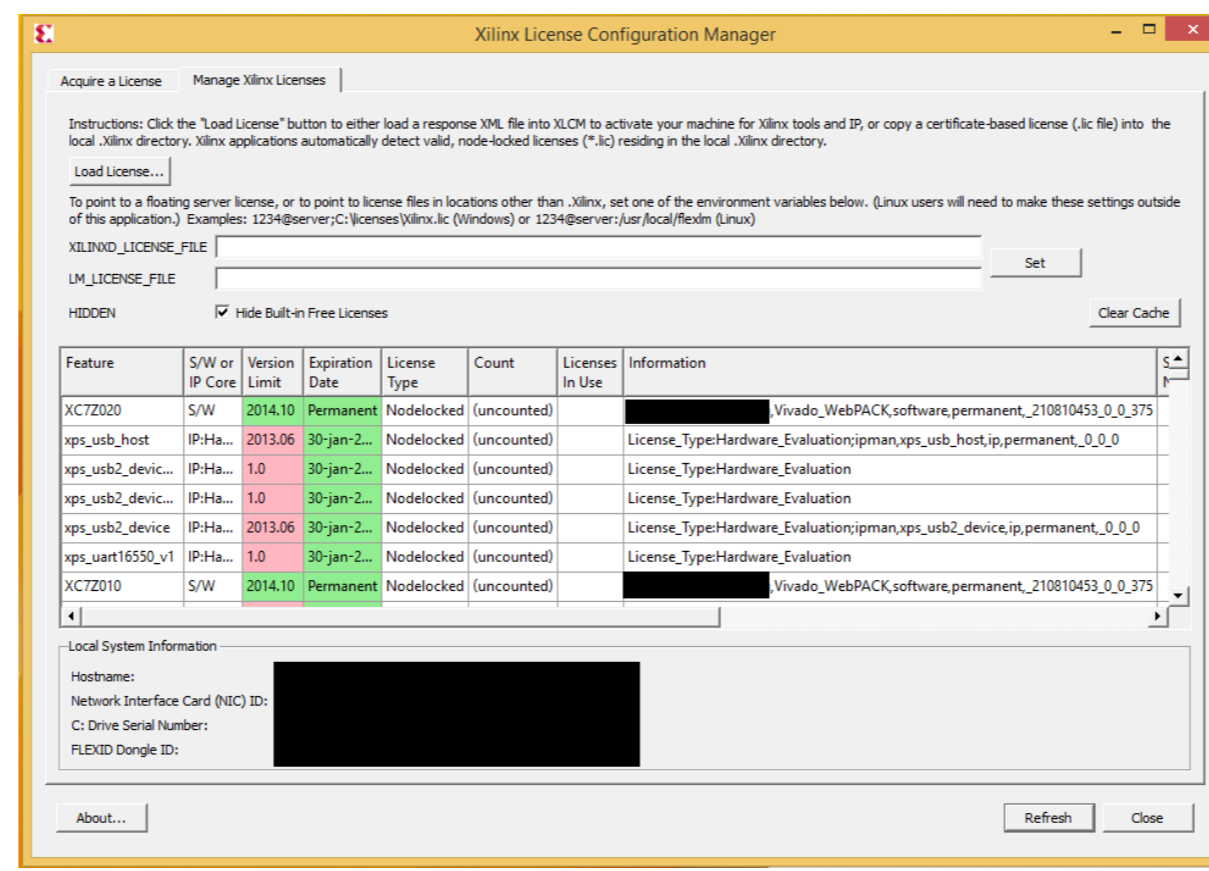 Xilinx License Configuration Manager
Acquire a License
Manage Xilinx Licenses
Instructions: Click the "Load License" button to either load a response XML file into XLCM to activate your machine for Xilinx tools and IP, or copy a certificate-based license (.lic file) into the
local .Xilinx directory. Xilinx applications automatically detect valid, node-locked licenses (*.lic) residing in the local .Xilinx directory.
Load License...
To point to a floating server license, or to point to license files in locations other than .Xilinx, set one of the environment variables below. (Linux users will need to make these settings outside
of this application.) Examples: 1234@server;C:\licenses\Xilinx.lic (Windows) or 1234@server:/usr/local/flexlm (Linux)
XILINXD_LICENSE_FILE
Set
LM_LICENSE_FILE
HIDDEN Hide Built-in Free Licenses Clear Cache
Feature S/W or IP Core Version Limit Expiration Date License Type Count Licenses In Use Information
XC7Z020 S/W 2014.10 Permanent Nodelocked (uncounted) ,Vivado_WebPACK,software,permanent,_210810453_0_0_375
xps_usb_host IP:Ha... 2013.06 30-jan-2... Nodelocked (uncounted) License_Type:Hardware_Evaluation;ipman,xps_usb_host,ip,permanent,_0_0_0
xps_usb2_devic... IP:Ha... 1.0 30-jan-2... Nodelocked (uncounted) License_Type:Hardware_Evaluation
xps_usb2_devic... IP:Ha... 1.0 30-jan-2... Nodelocked (uncounted) License_Type:Hardware_Evaluation
xps_usb2_device IP:Ha... 2013.06 30-jan-2... Nodelocked (uncounted) License_Type:Hardware_Evaluation;ipman,xps_usb2_device,ip,permanent,_0_0_0
xps_uart16550_v1 IP:Ha... 1.0 30-jan-2... Nodelocked (uncounted) License_Type:Hardware_Evaluation
XC7Z010 S/W 2014.10 Permanent Nodelocked (uncounted) ,Vivado_WebPACK,software,permanent,_210810453_0_0_375
Local System Information
Hostname:
Network Interface Card (NIC) ID:
C: Drive Serial Number:
FLEXID Dongle ID:
About... Refresh Close